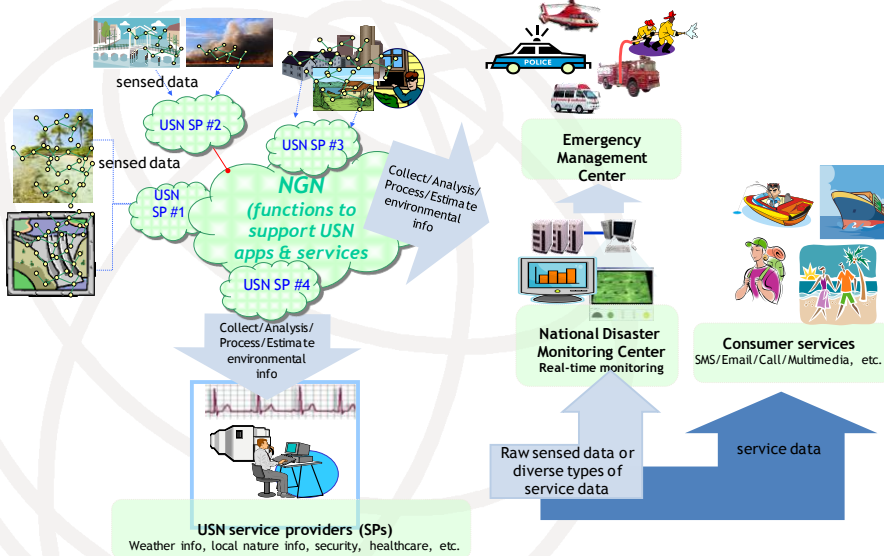 sensed data
USN SP #2
sensed data
USN
SP #1
USN SP #3
NGN
(functions to
support USN
apps & services
USN SP #4
Collect/Analysis/
Process/Estimate
environmental
info
Collect/Analysis/
Process/Estimate
environmental
info
USN service providers (SPs)
Weather info, local nature info, security, healthcare, etc.
POLICE
Emergency
Management
Center
National Disaster
Monitoring Center
Real-time monitoring
Consumer services
SMS/Email/Call/Multimedia, etc.
Raw sensed data or
diverse types of
service data
service data